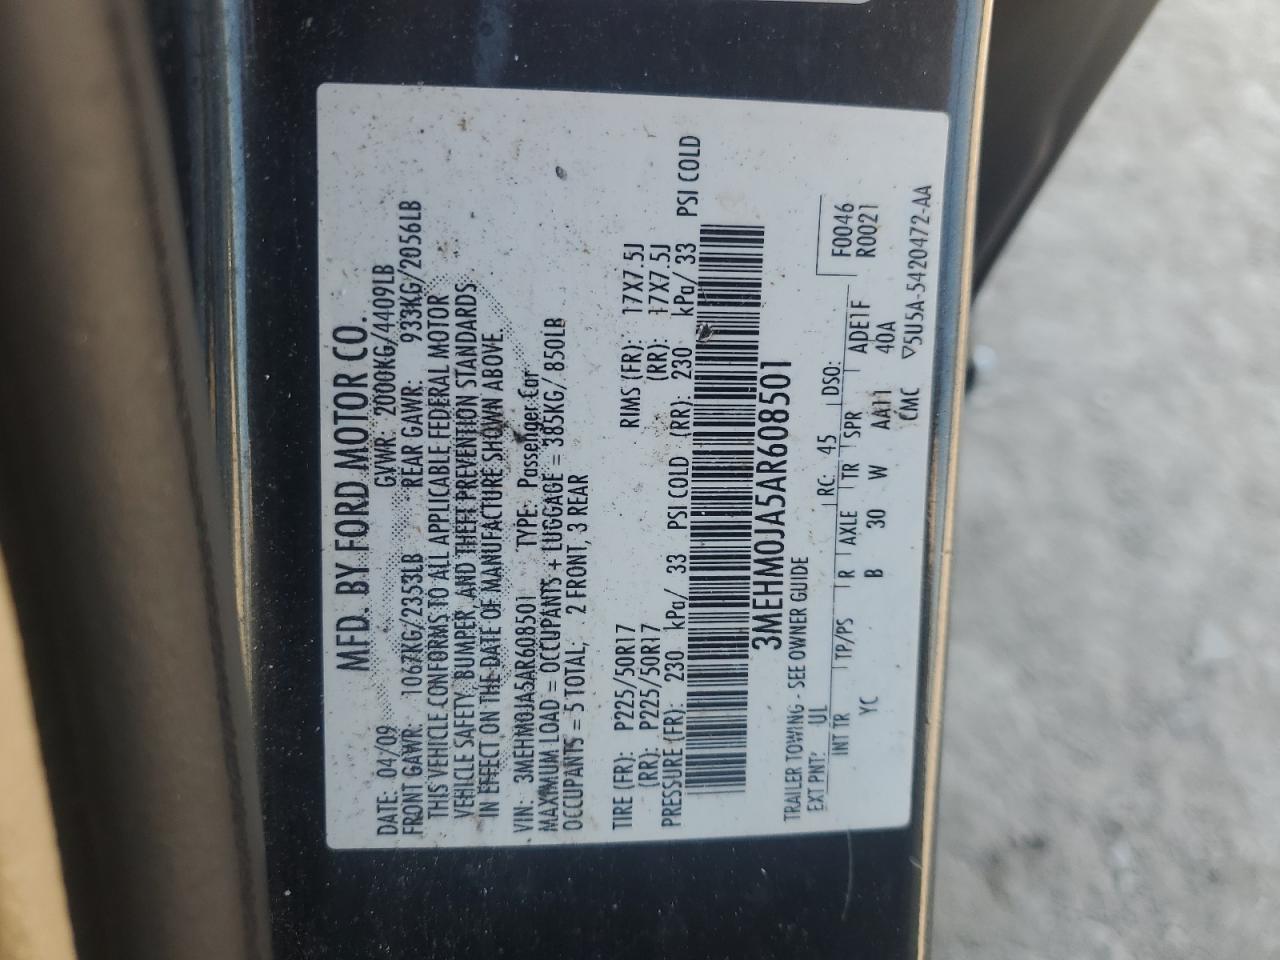 MFD. BY FORD MOTOR CO.
DATE: 04/09 GVWR: 2000KG/4409LB
FRONT GAWR: 1067KG/2353LB REAR GAWR: 933KG/2056LB
THIS VEHICLE CONFORMS TO ALL APPLICABLE FEDERAL MOTOR
VEHICLE SAFETY, BUMPER, AND THEFT PREVENTION STANDARDS
IN EFFECT ON THE DATE OF MANUFACTURE SHOWN ABOVE.
VIN: 3MEHM0JA5AR608501 TYPE: Passenger Car
MAXIMUM LOAD = OCCUPANTS + LUGGAGE = 385KG/ 850LB
OCCUPANTS = 5 TOTAL: 2 FRONT, 3 REAR
TIRE (FR): P225/50R17 RIMS (FR): 17X7.5J
(RR): P225/50R17 (RR): 17X7.5J
PRESSURE (FR): 230 kPa/ 33 PSI COLD (RR): 230 kPa/ 33 PSI COLD
3MEHM0JA5AR608501
TRAILER TOWING - SEE OWNER GUIDE
EXT PNT: UL RC: 45 DSO: F0046
INT TR TP/PS R AXLE TR SPR ADE1F R0021
YC B 30 W AA11 40A
CMC ▽5U5A-5420472-AA